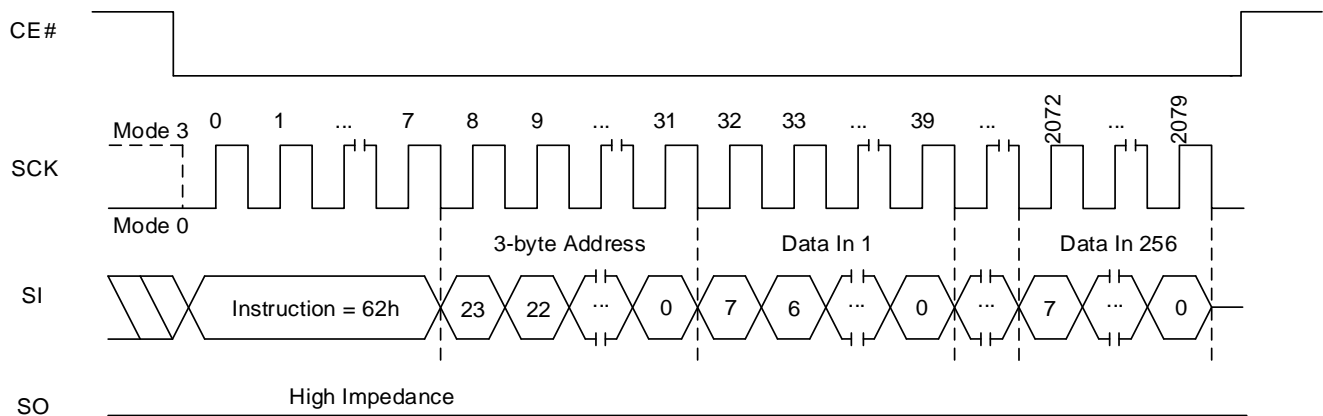 CE#
0 1 ... 7 8 9 ... 31 32 33 ... 39 ... 2072 ... 2079
Mode 3
SCK
Mode 0
3-byte Address Data In 1 Data In 256
SI Instruction = 62h 23 22 ... 0 7 6 ... 0 ... 7 ... 0
High Impedance
SO